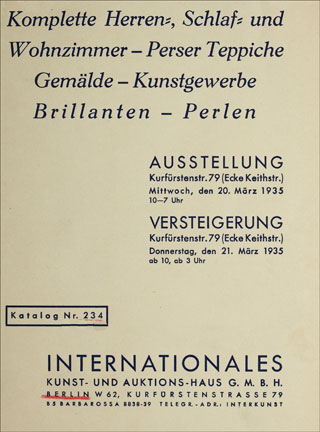 Komplette Herren-, Schlaf- und
Wohnzimmer – Perser Teppiche
Gemälde – Kunstgewerbe
Brillanten – Perlen
AUSSTELLUNG
Kurfürstenstr. 79 (Ecke Keithstr.)
Mittwoch, den 20. März 1935
10—7 Uhr
VERSTEIGERUNG
Kurfürstenstr. 79 (Ecke Keithstr.)
Donnerstag, den 21. März 1935
ab 10, ab 3 Uhr
Katalog Nr. 234
INTERNATIONALES
KUNST- UND AUKTIONS-HAUS G. M. B. H.
BERLIN W 62, KURFÜRSTENSTRASSE 79
B5 BARBAROSSA 8838-39 TELEGR.-ADR.: INTERKUNST